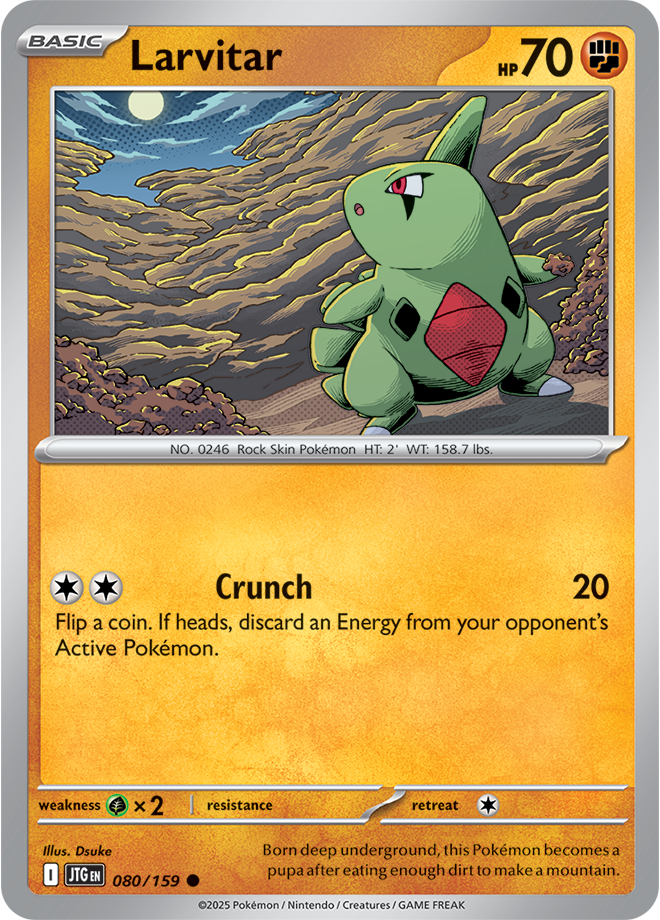 BASIC
Larvitar
HP 70
NO. 0246 Rock Skin Pokémon HT: 2' WT: 158.7 lbs.
Crunch 20
Flip a coin. If heads, discard an Energy from your opponent's
Active Pokémon.
weakness ×2 resistance retreat
Illus. Dsuke
Born deep underground, this Pokémon becomes a
pupa after eating enough dirt to make a mountain.
I JTG EN 080/159
©2025 Pokémon / Nintendo / Creatures / GAME FREAK